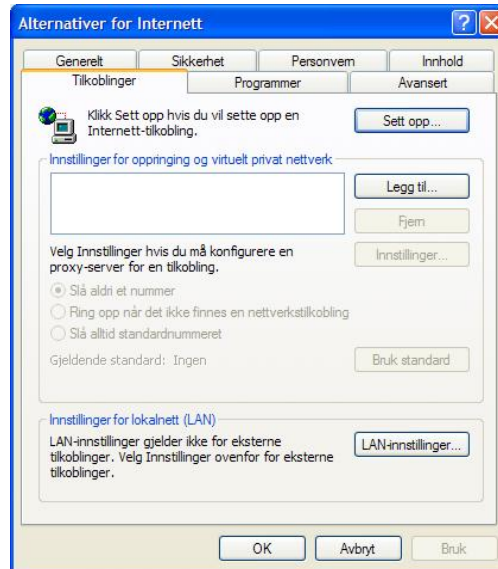 Alternativer for Internett
Generelt Sikkerhet Personvern Innhold
Tilkoblinger Programmer Avansert
Klikk Sett opp hvis du vil sette opp en
Internett-tilkobling.
Sett opp...
Innstillinger for oppringing og virtuelt privat nettverk
Legg til...
Fjern
Velg Innstillinger hvis du må konfigurere en
proxy-server for en tilkobling.
Innstillinger...
Slå aldri et nummer
Ring opp når det ikke finnes en nettverkstilkobling
Slå alltid standardnummeret
Gjeldende standard: Ingen
Bruk standard
Innstillinger for lokalnett (LAN)
LAN-innstillinger gjelder ikke for eksterne
tilkoblinger. Velg Innstillinger ovenfor for eksterne
tilkoblinger.
LAN-innstillinger...
OK Avbryt Bruk